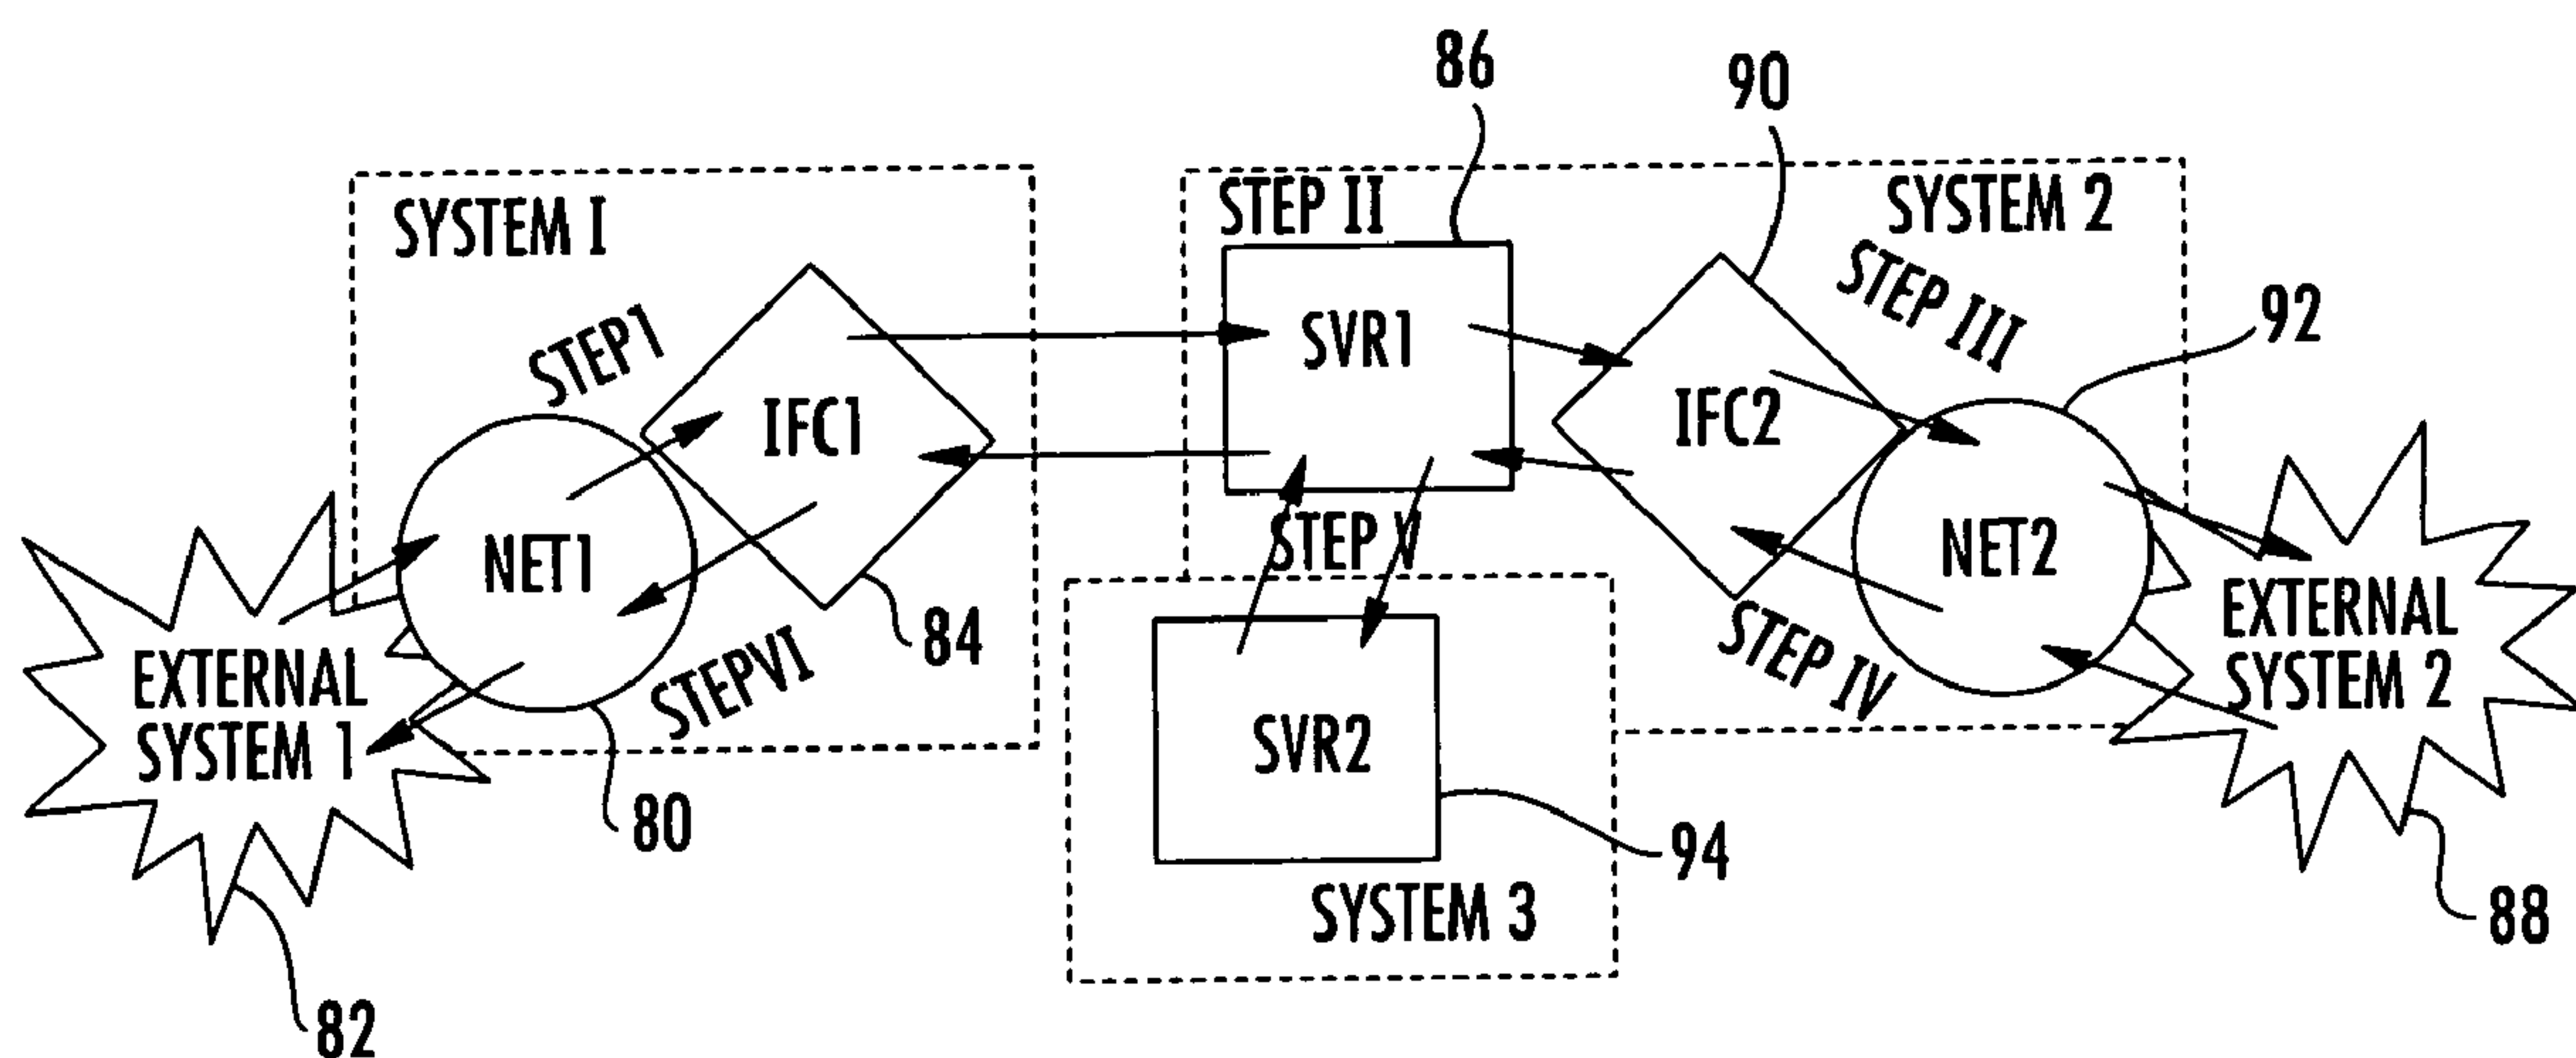 86
90
SYSTEM I
STEP II
SYSTEM 2
STEP III
92
STEP1
SVR1
IFC1
IFC2
NET1
STEP V
NET2
EXTERNAL
SYSTEM 2
84
STEP IV
EXTERNAL
SYSTEM 1
STEPVI
SVR2
80
94
SYSTEM 3
88
82